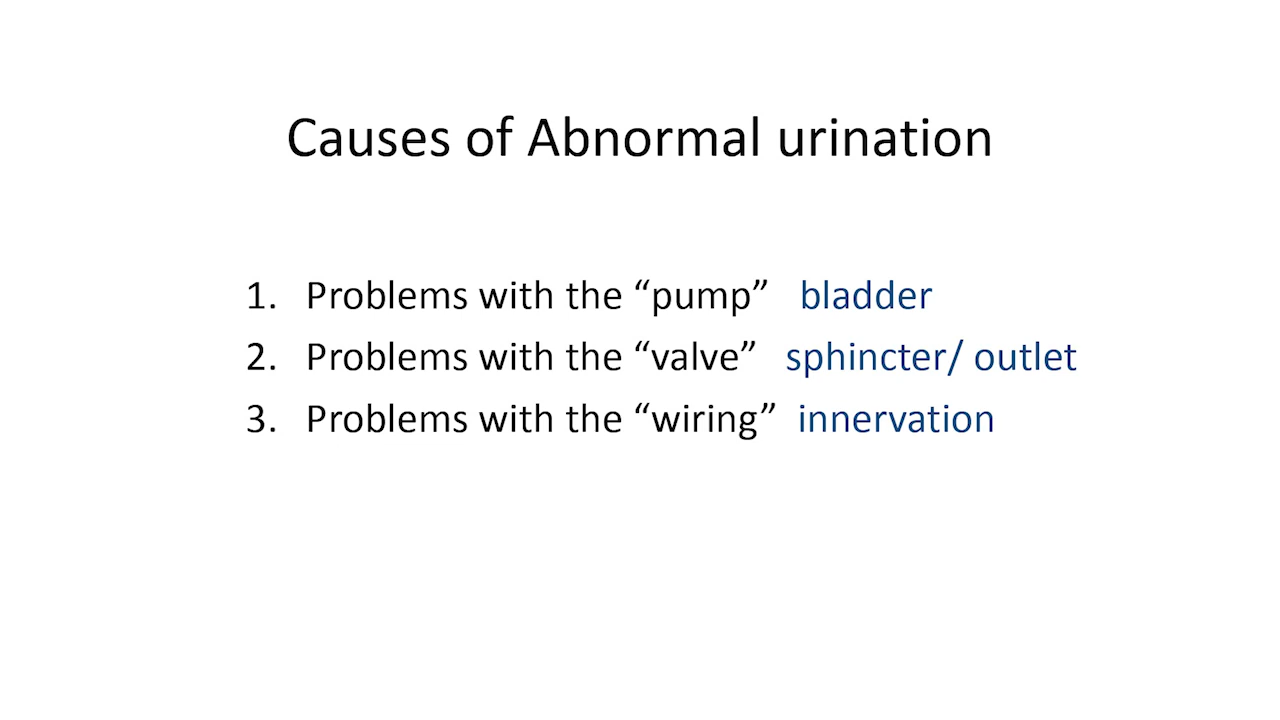 Causes of Abnormal urination
1. Problems with the “pump” bladder
2. Problems with the “valve” sphincter/ outlet
3. Problems with the “wiring” innervation